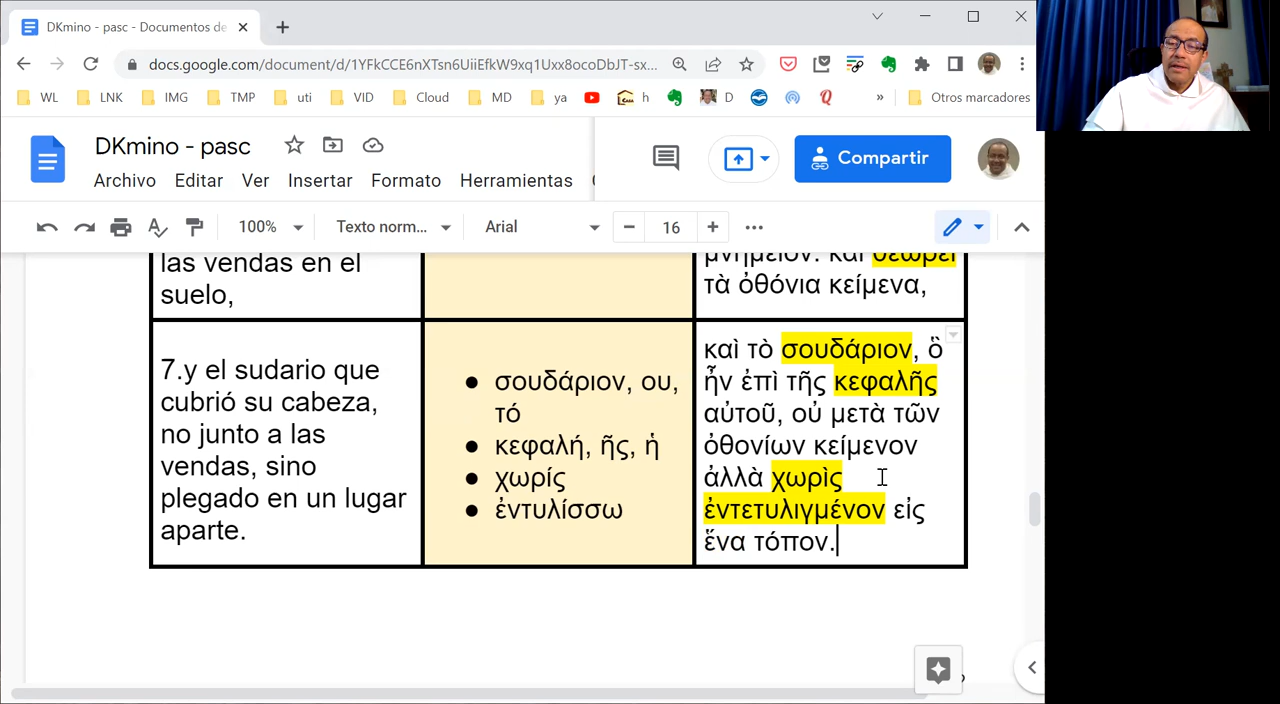 DKmino - pasc - Documentos de
docs.google.com/document/d/1YFkCCE6nXTsn6UiiEfkW9xq1Uxx8ocoDbJT-sx...
WL LNK IMG TMP uti VID Cloud MD ya h D » Otros marcadores
DKmino - pasc
Compartir
Archivo Editar Ver Insertar Formato Herramientas
100% Texto norm... Arial 16
las vendas en el
suelo,
μνημεῖον. καὶ θεωρεῖ
τὰ ὀθόνια κείμενα,
7.y el sudario que
cubrió su cabeza,
no junto a las
vendas, sino
plegado en un lugar
aparte.
● σουδάριον, ου,
τό
● κεφαλή, ῆς, ἡ
● χωρίς
● ἐντυλίσσω
καὶ τὸ σουδάριον, ὃ
ἦν ἐπὶ τῆς κεφαλῆς
αὐτοῦ, οὐ μετὰ τῶν
ὀθονίων κείμενον
ἀλλὰ χωρὶς
ἐντετυλιγμένον εἰς
ἕνα τόπον.